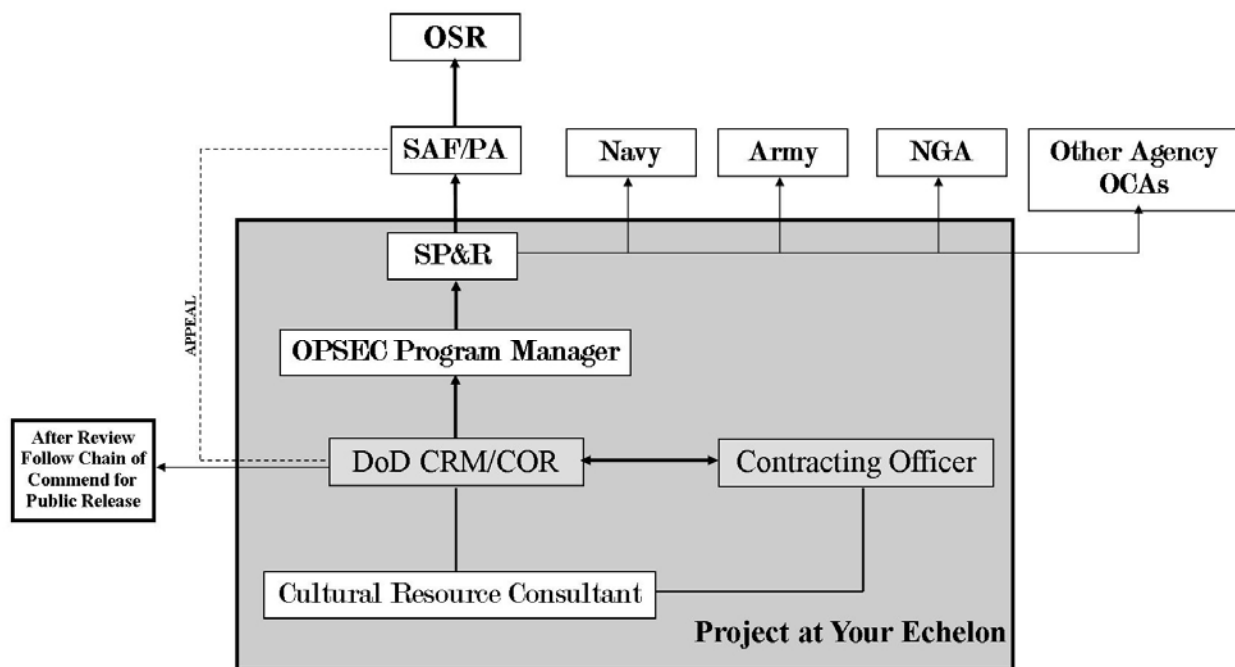 OSR
SAF/PA
Navy
Army
NGA
Other Agency
OCAs
SP&R
APPEAL
OPSEC Program Manager
After Review
Follow Chain of
Commend for
Public Release
DoD CRM/COR
Contracting Officer
Cultural Resource Consultant
Project at Your Echelon